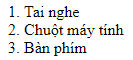 1. Tai nghe
2. Chuột máy tính
3. Bàn phím